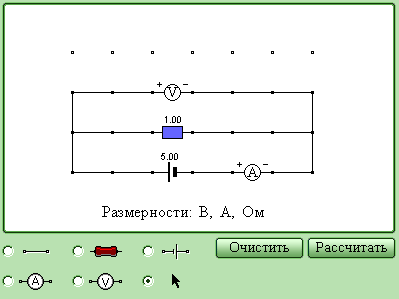 + V −
1.00
5.00
+ A −
Размерности: В, А, Ом
Очистить Рассчитать
A V